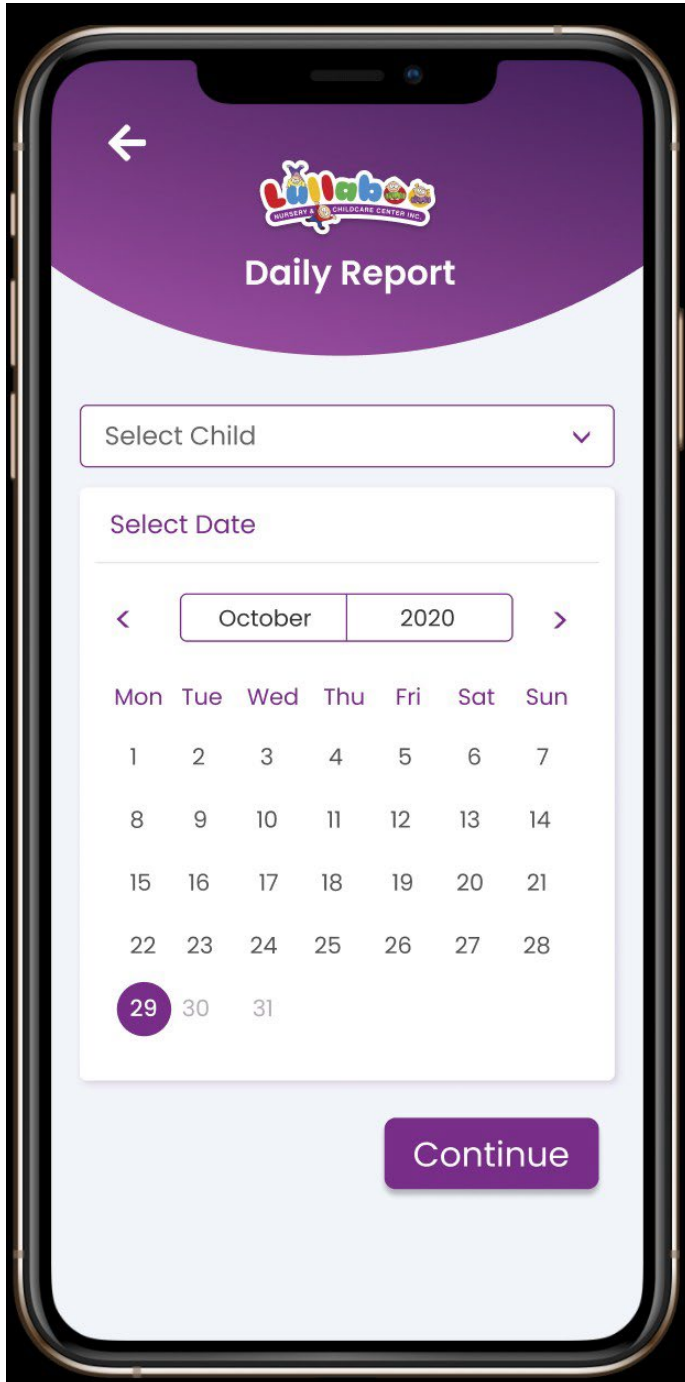 Lullaboo
NURSERY & CHILDCARE CENTER INC.
Daily Report
Select Child
Select Date
< October 2020 >
Mon Tue Wed Thu Fri Sat Sun
1 2 3 4 5 6 7
8 9 10 11 12 13 14
15 16 17 18 19 20 21
22 23 24 25 26 27 28
29 30 31
Continue